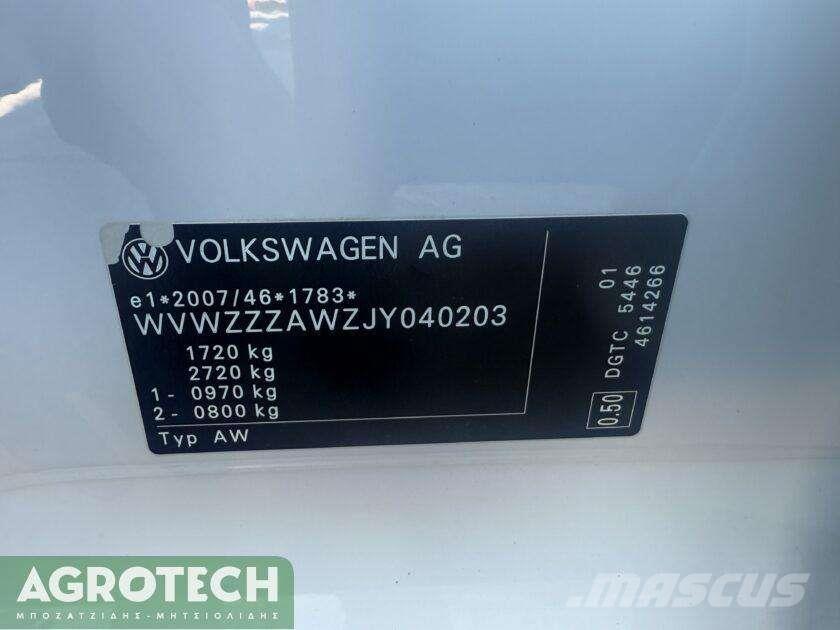 VOLKSWAGEN AG
e1*2007/46*1783*
WVWZZZAWZJY040203
1720 kg
2720 kg
1- 0970 kg
2- 0800 kg
Typ AW
01
DGTC 5446
0.50 4614266
AGROTECH
ΜΠΟΖΑΤΖΙΔΗΣ-ΜΗΤΣΙΟΛΙΔΗΣ
mascus